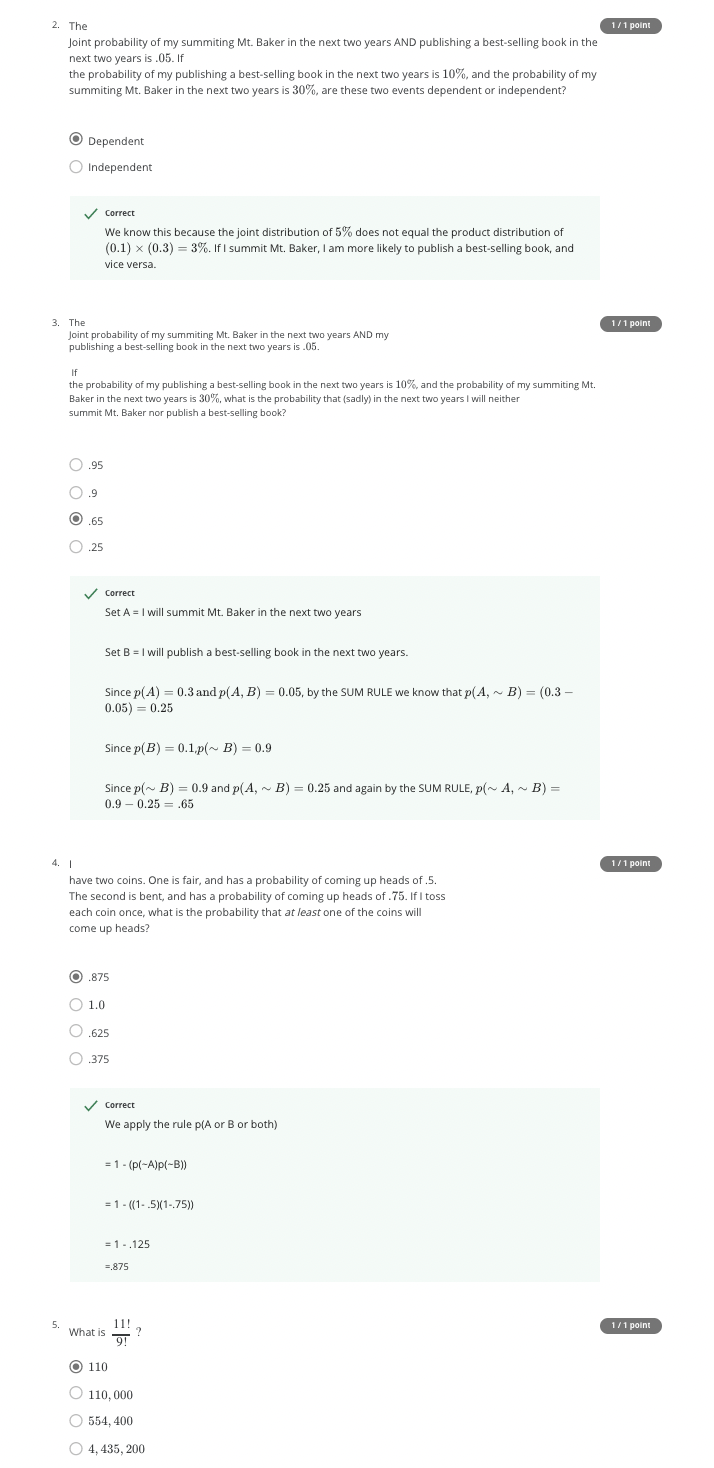 2. The
1 / 1 point
Joint probability of my summiting Mt. Baker in the next two years AND publishing a best-selling book in the
next two years is .05. If
the probability of my publishing a best-selling book in the next two years is 10%, and the probability of my
summiting Mt. Baker in the next two years is 30%, are these two events dependent or independent?
Dependent
Independent
Correct
We know this because the joint distribution of 5% does not equal the product distribution of
(0.1) × (0.3) = 3%. If I summit Mt. Baker, I am more likely to publish a best-selling book, and
vice versa.
3. The
1 / 1 point
Joint probability of my summiting Mt. Baker in the next two years AND my
publishing a best-selling book in the next two years is .05.
If
the probability of my publishing a best-selling book in the next two years is 10%, and the probability of my summiting Mt.
Baker in the next two years is 30%, what is the probability that (sadly) in the next two years I will neither
summit Mt. Baker nor publish a best-selling book?
.95
.9
.65
.25
Correct
Set A = I will summit Mt. Baker in the next two years
Set B = I will publish a best-selling book in the next two years.
Since p(A) = 0.3 and p(A, B) = 0.05, by the SUM RULE we know that p(A, ∼ B) = (0.3 −
0.05) = 0.25
Since p(B) = 0.1,p(∼ B) = 0.9
Since p(∼ B) = 0.9 and p(A, ∼ B) = 0.25 and again by the SUM RULE, p(∼ A, ∼ B) =
0.9 − 0.25 = .65
4. I
1 / 1 point
have two coins. One is fair, and has a probability of coming up heads of .5.
The second is bent, and has a probability of coming up heads of .75. If I toss
each coin once, what is the probability that at least one of the coins will
come up heads?
.875
1.0
.625
.375
Correct
We apply the rule p(A or B or both)
= 1 - (p(~A)p(~B))
= 1 - ((1- .5)(1-.75))
= 1 - .125
=.875
5. What is 11!/9! ?
1 / 1 point
110
110, 000
554, 400
4, 435, 200